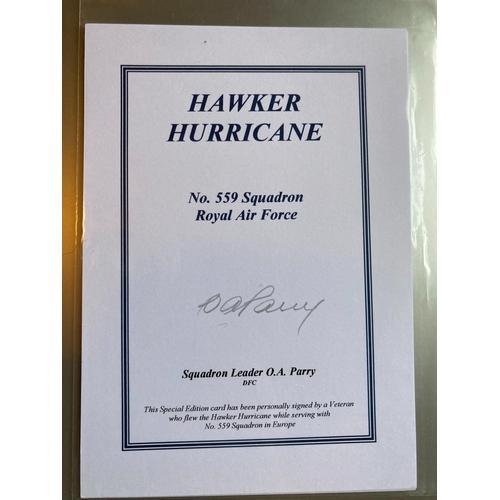 HAWKER
HURRICANE
No. 559 Squadron
Royal Air Force
OAParry
Squadron Leader O.A. Parry
DFC
This Special Edition card has been personally signed by a Veteran
who flew the Hawker Hurricane while serving with
No. 559 Squadron in Europe